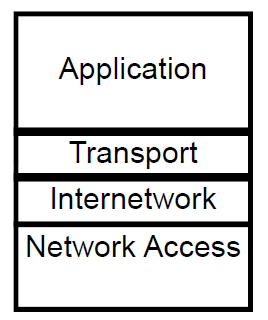 Application
Transport
Internetwork
Network Access